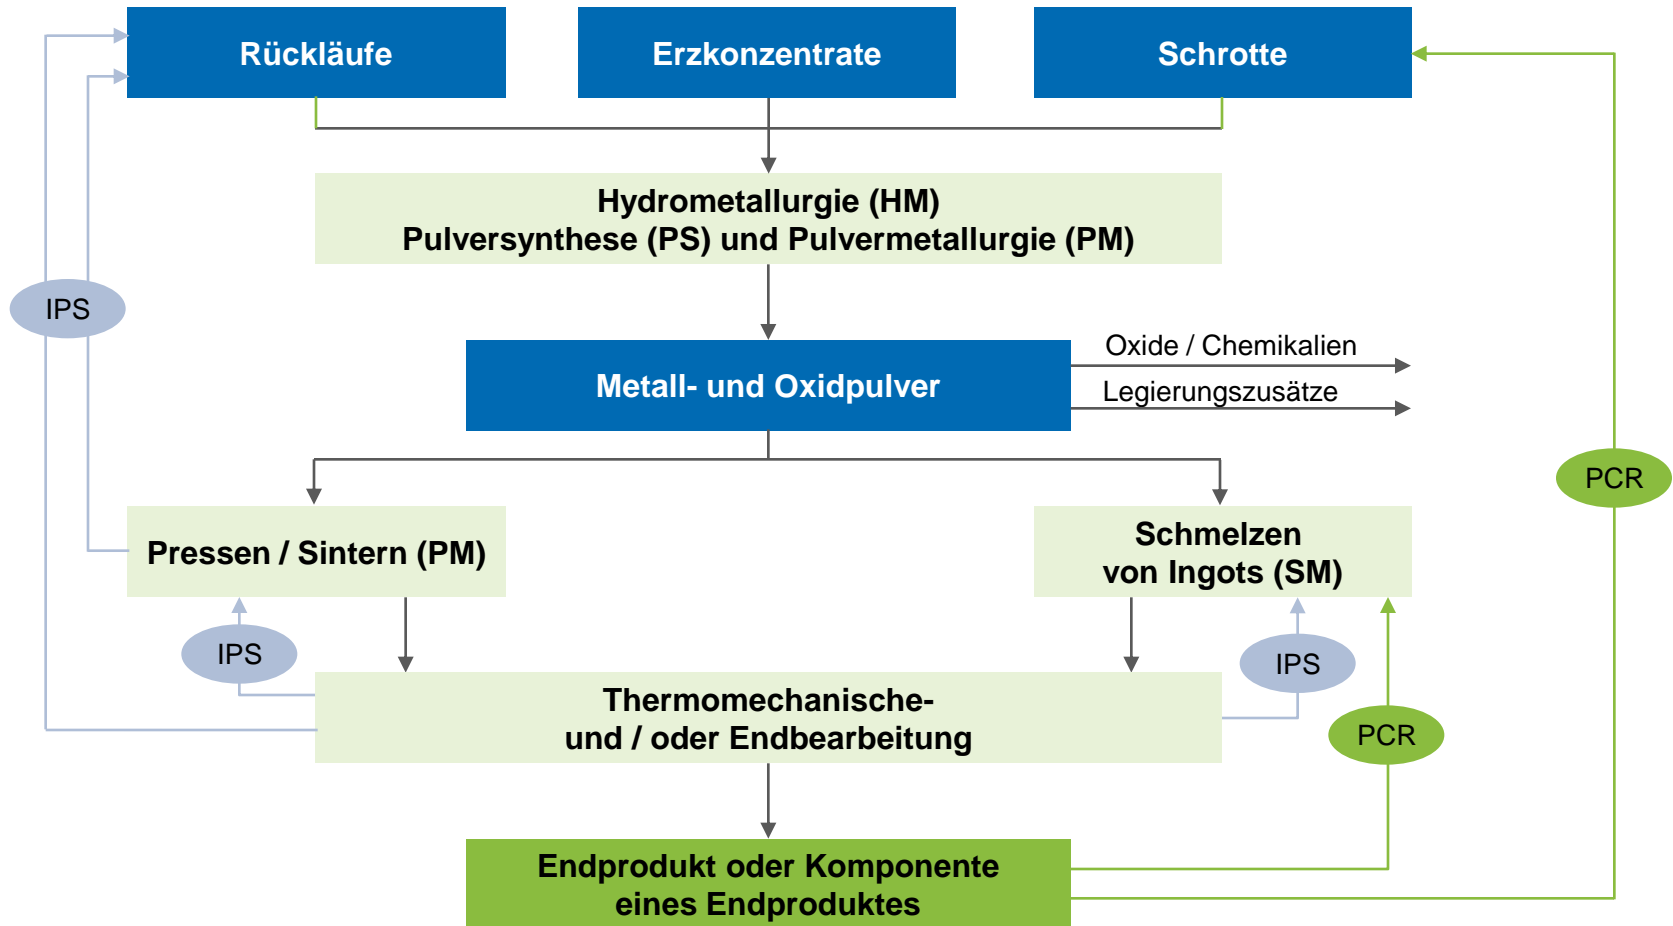 Rückläufe
Erzkonzentrate
Schrotte
Hydrometallurgie (HM)
Pulversynthese (PS) und Pulvermetallurgie (PM)
IPS
Metall- und Oxidpulver
Oxide / Chemikalien
Legierungszusätze
PCR
Pressen / Sintern (PM)
Schmelzen
von Ingots (SM)
IPS
IPS
Thermomechanische-
und / oder Endbearbeitung
PCR
Endprodukt oder Komponente
eines Endproduktes